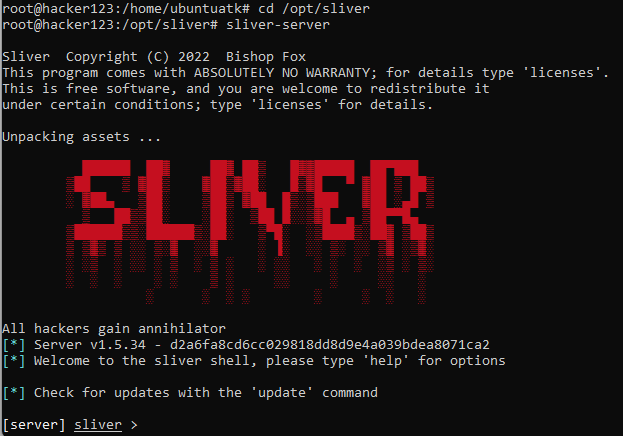 root@hacker123:/home/ubuntuatk# cd /opt/sliver
root@hacker123:/opt/sliver# sliver-server
Sliver  Copyright (C) 2022  Bishop Fox
This program comes with ABSOLUTELY NO WARRANTY; for details type 'licenses'.
This is free software, and you are welcome to redistribute it
under certain conditions; type 'licenses' for details.
Unpacking assets ...
SLIVER
All hackers gain annihilator
[*] Server v1.5.34 - d2a6fa8cd6cc029818dd8d9e4a039bdea8071ca2
[*] Welcome to the sliver shell, please type 'help' for options
[*] Check for updates with the 'update' command
[server] sliver >